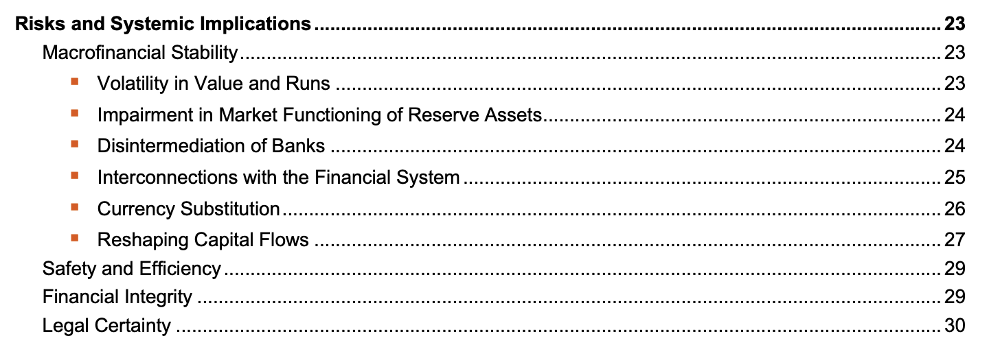 Risks and Systemic Implications ........................................................................................................................ 23
Macrofinancial Stability ........................................................................................................................ 23
▪ Volatility in Value and Runs ........................................................................................................ 23
▪ Impairment in Market Functioning of Reserve Assets ........................................................................ 24
▪ Disintermediation of Banks ........................................................................................................ 24
▪ Interconnections with the Financial System ........................................................................................ 25
▪ Currency Substitution ........................................................................................................ 26
▪ Reshaping Capital Flows ........................................................................................................ 27
Safety and Efficiency ........................................................................................................................ 29
Financial Integrity ........................................................................................................................ 29
Legal Certainty ........................................................................................................................ 30